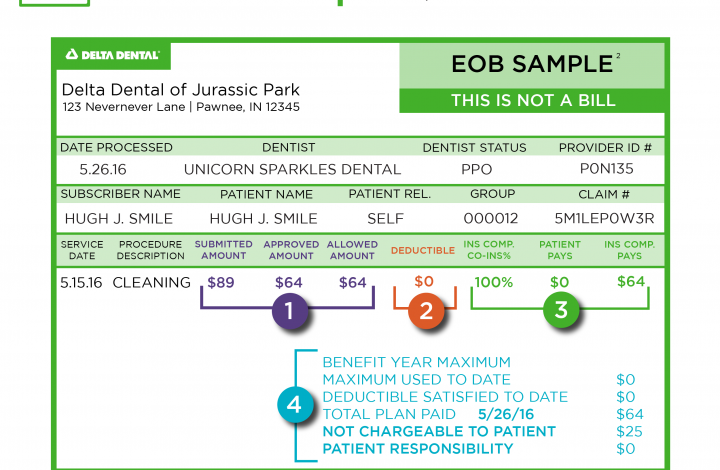 DELTA DENTAL®
EOB SAMPLE²
Delta Dental of Jurassic Park
123 Nevernever Lane | Pawnee, IN 12345
THIS IS NOT A BILL
DATE PROCESSED DENTIST DENTIST STATUS PROVIDER ID #
5.26.16 UNICORN SPARKLES DENTAL PPO P0N135
SUBSCRIBER NAME PATIENT NAME PATIENT REL. GROUP CLAIM #
HUGH J. SMILE HUGH J. SMILE SELF 000012 5M1LEP0W3R
SERVICE PROCEDURE SUBMITTED APPROVED ALLOWED DEDUCTIBLE INS COMP. PATIENT INS COMP.
DATE DESCRIPTION AMOUNT AMOUNT AMOUNT CO-INS% PAYS PAYS
5.15.16 CLEANING $89 $64 $64 $0 100% $0 $64
1 2 3
4
BENEFIT YEAR MAXIMUM
MAXIMUM USED TO DATE $0
DEDUCTIBLE SATISFIED TO DATE $0
TOTAL PLAN PAID 5/26/16 $64
NOT CHARGEABLE TO PATIENT $25
PATIENT RESPONSIBILITY $0